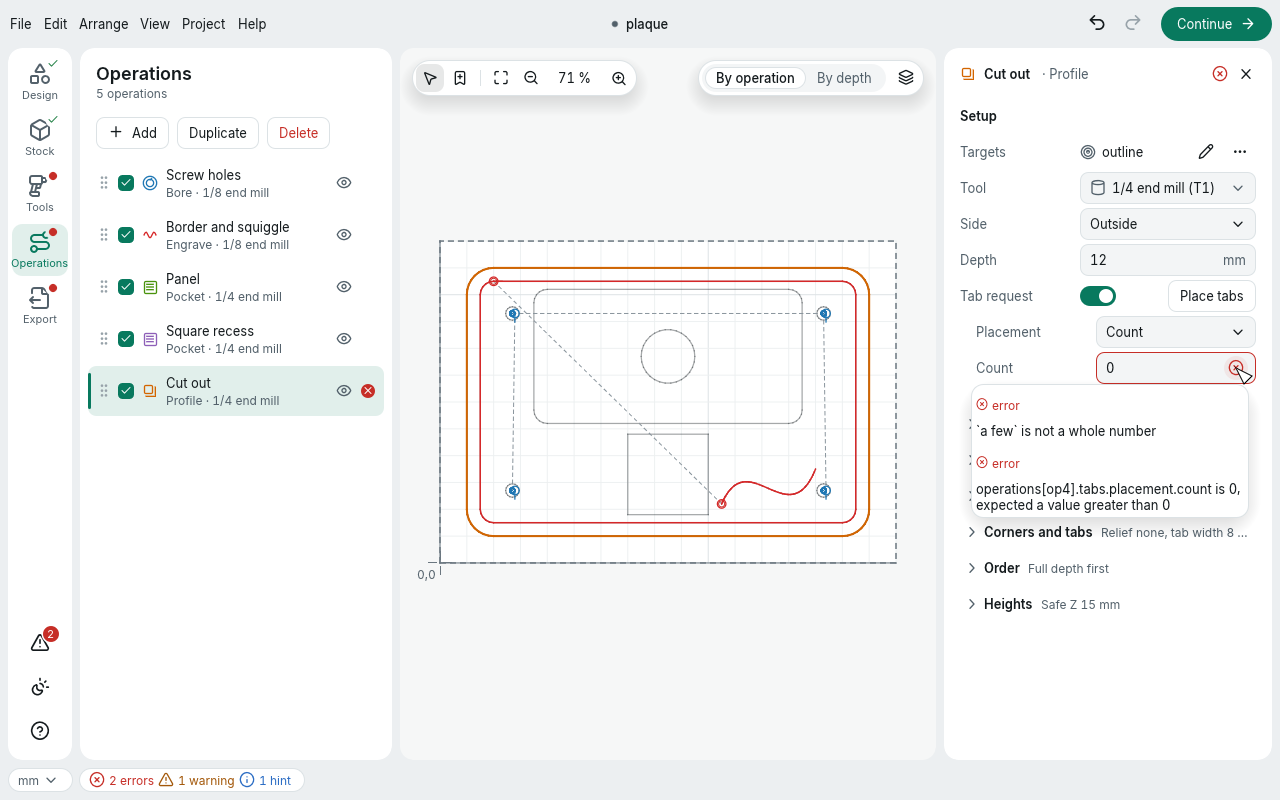 File Edit Arrange View Project Help
plaque
Continue
Design
Stock
Tools
Operations
Export
2
Operations
5 operations
Add Duplicate Delete
Screw holes
Bore · 1/8 end mill
Border and squiggle
Engrave · 1/8 end mill
Panel
Pocket · 1/4 end mill
Square recess
Pocket · 1/4 end mill
Cut out
Profile · 1/4 end mill
71 %
By operation By depth
0,0
Cut out · Profile
Setup
Targets outline
Tool 1/4 end mill (T1)
Side Outside
Depth 12 mm
Tab request Place tabs
Placement Count
Count 0
error
`a few` is not a whole number
error
operations[op4].tabs.placement.count is 0,
expected a value greater than 0
Corners and tabs Relief none, tab width 8 ...
Order Full depth first
Heights Safe Z 15 mm
mm
2 errors 1 warning 1 hint